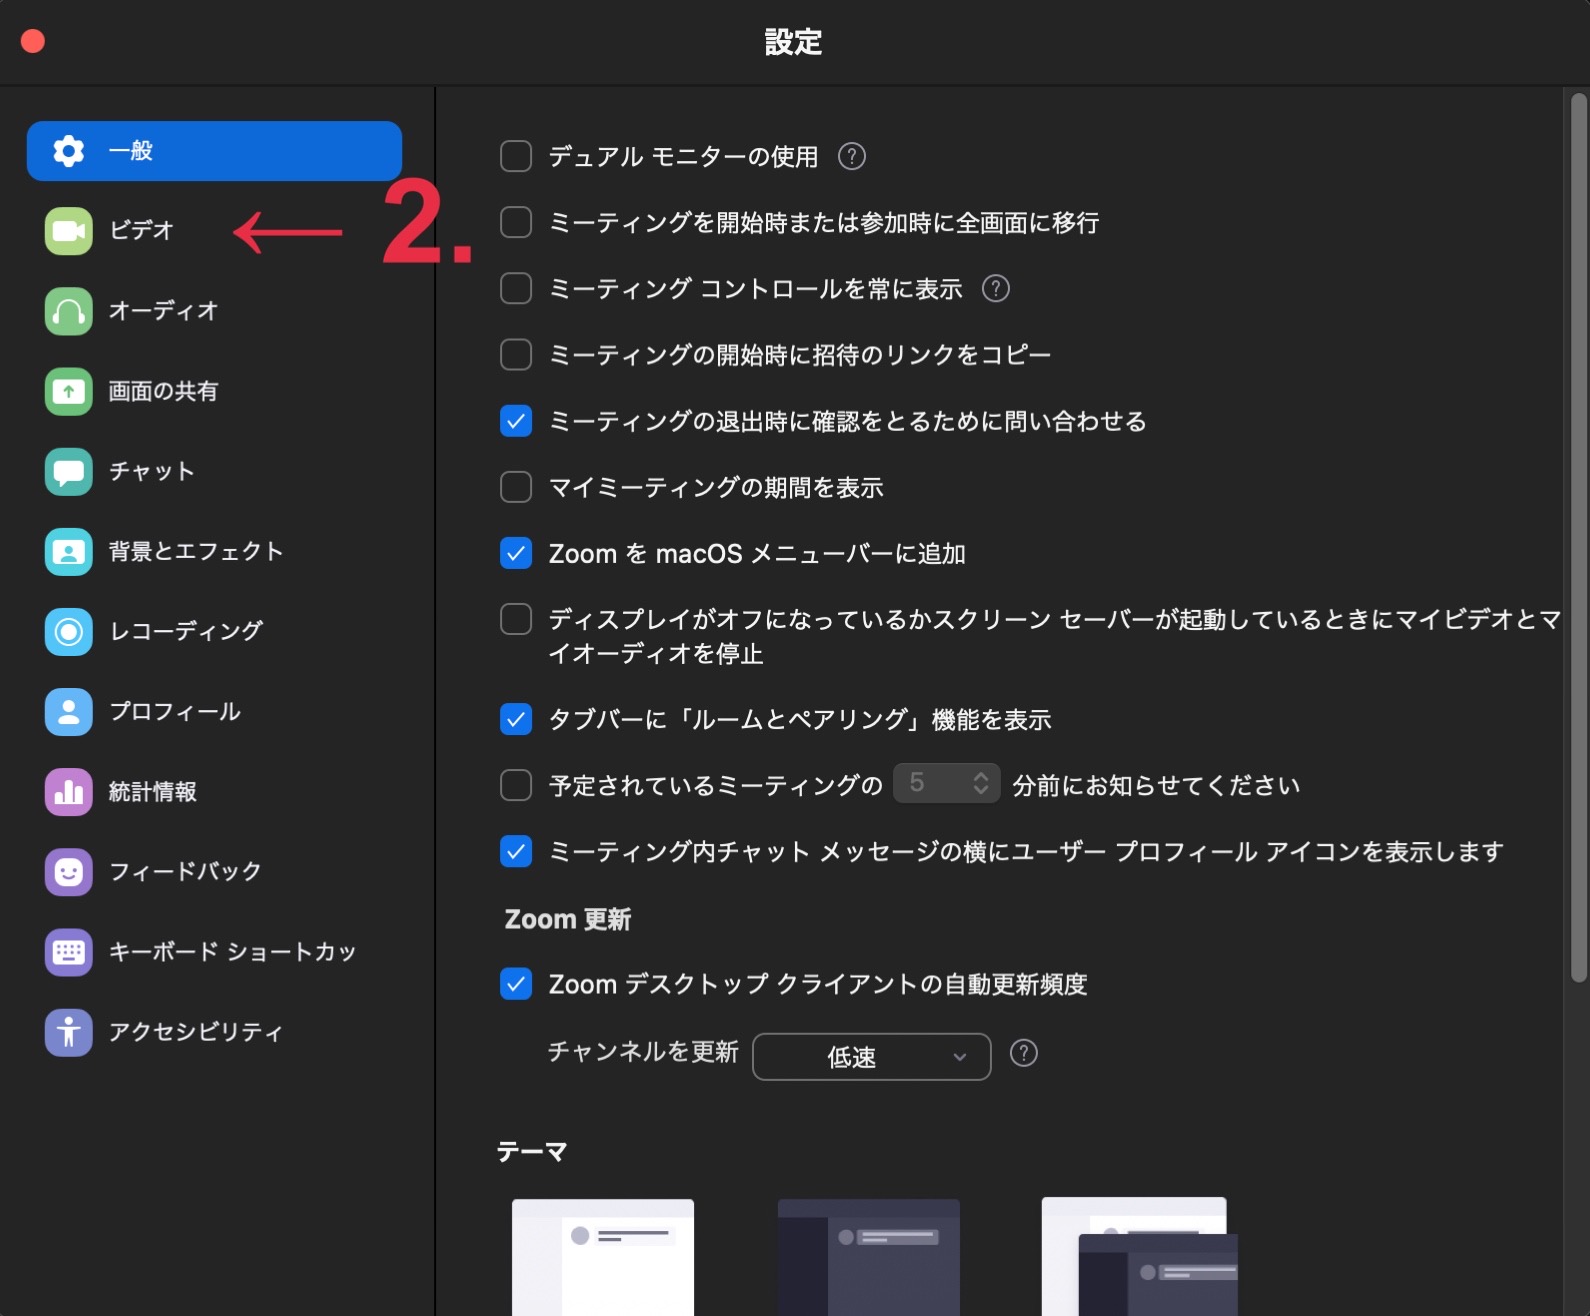 設定
一般
ビデオ
← 2.
オーディオ
画面の共有
チャット
背景とエフェクト
レコーディング
プロフィール
統計情報
フィードバック
キーボード ショートカッ
アクセシビリティ
デュアル モニターの使用 ?
ミーティングを開始時または参加時に全画面に移行
ミーティング コントロールを常に表示 ?
ミーティングの開始時に招待のリンクをコピー
ミーティングの退出時に確認をとるために問い合わせる
マイミーティングの期間を表示
Zoom を macOS メニューバーに追加
ディスプレイがオフになっているかスクリーン セーバーが起動しているときにマイビデオとマ
イオーディオを停止
タブバーに「ルームとペアリング」機能を表示
予定されているミーティングの 5 分前にお知らせてください
ミーティング内チャット メッセージの横にユーザー プロフィール アイコンを表示します
Zoom 更新
Zoom デスクトップ クライアントの自動更新頻度
チャンネルを更新 低速 ?
テーマ